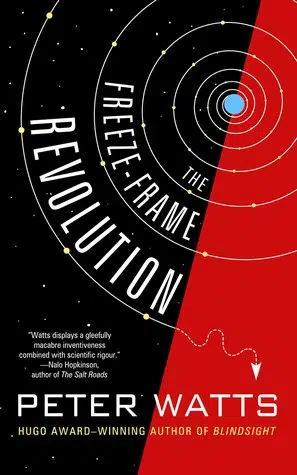 THE
FREEZE-FRAME
REVOLUTION
"Watts displays a gleefully
macabre inventiveness
combined with scientific rigour."
—Nalo Hopkinson,
author of The Salt Roads
PETER WATTS
HUGO AWARD–WINNING AUTHOR OF BLINDSIGHT